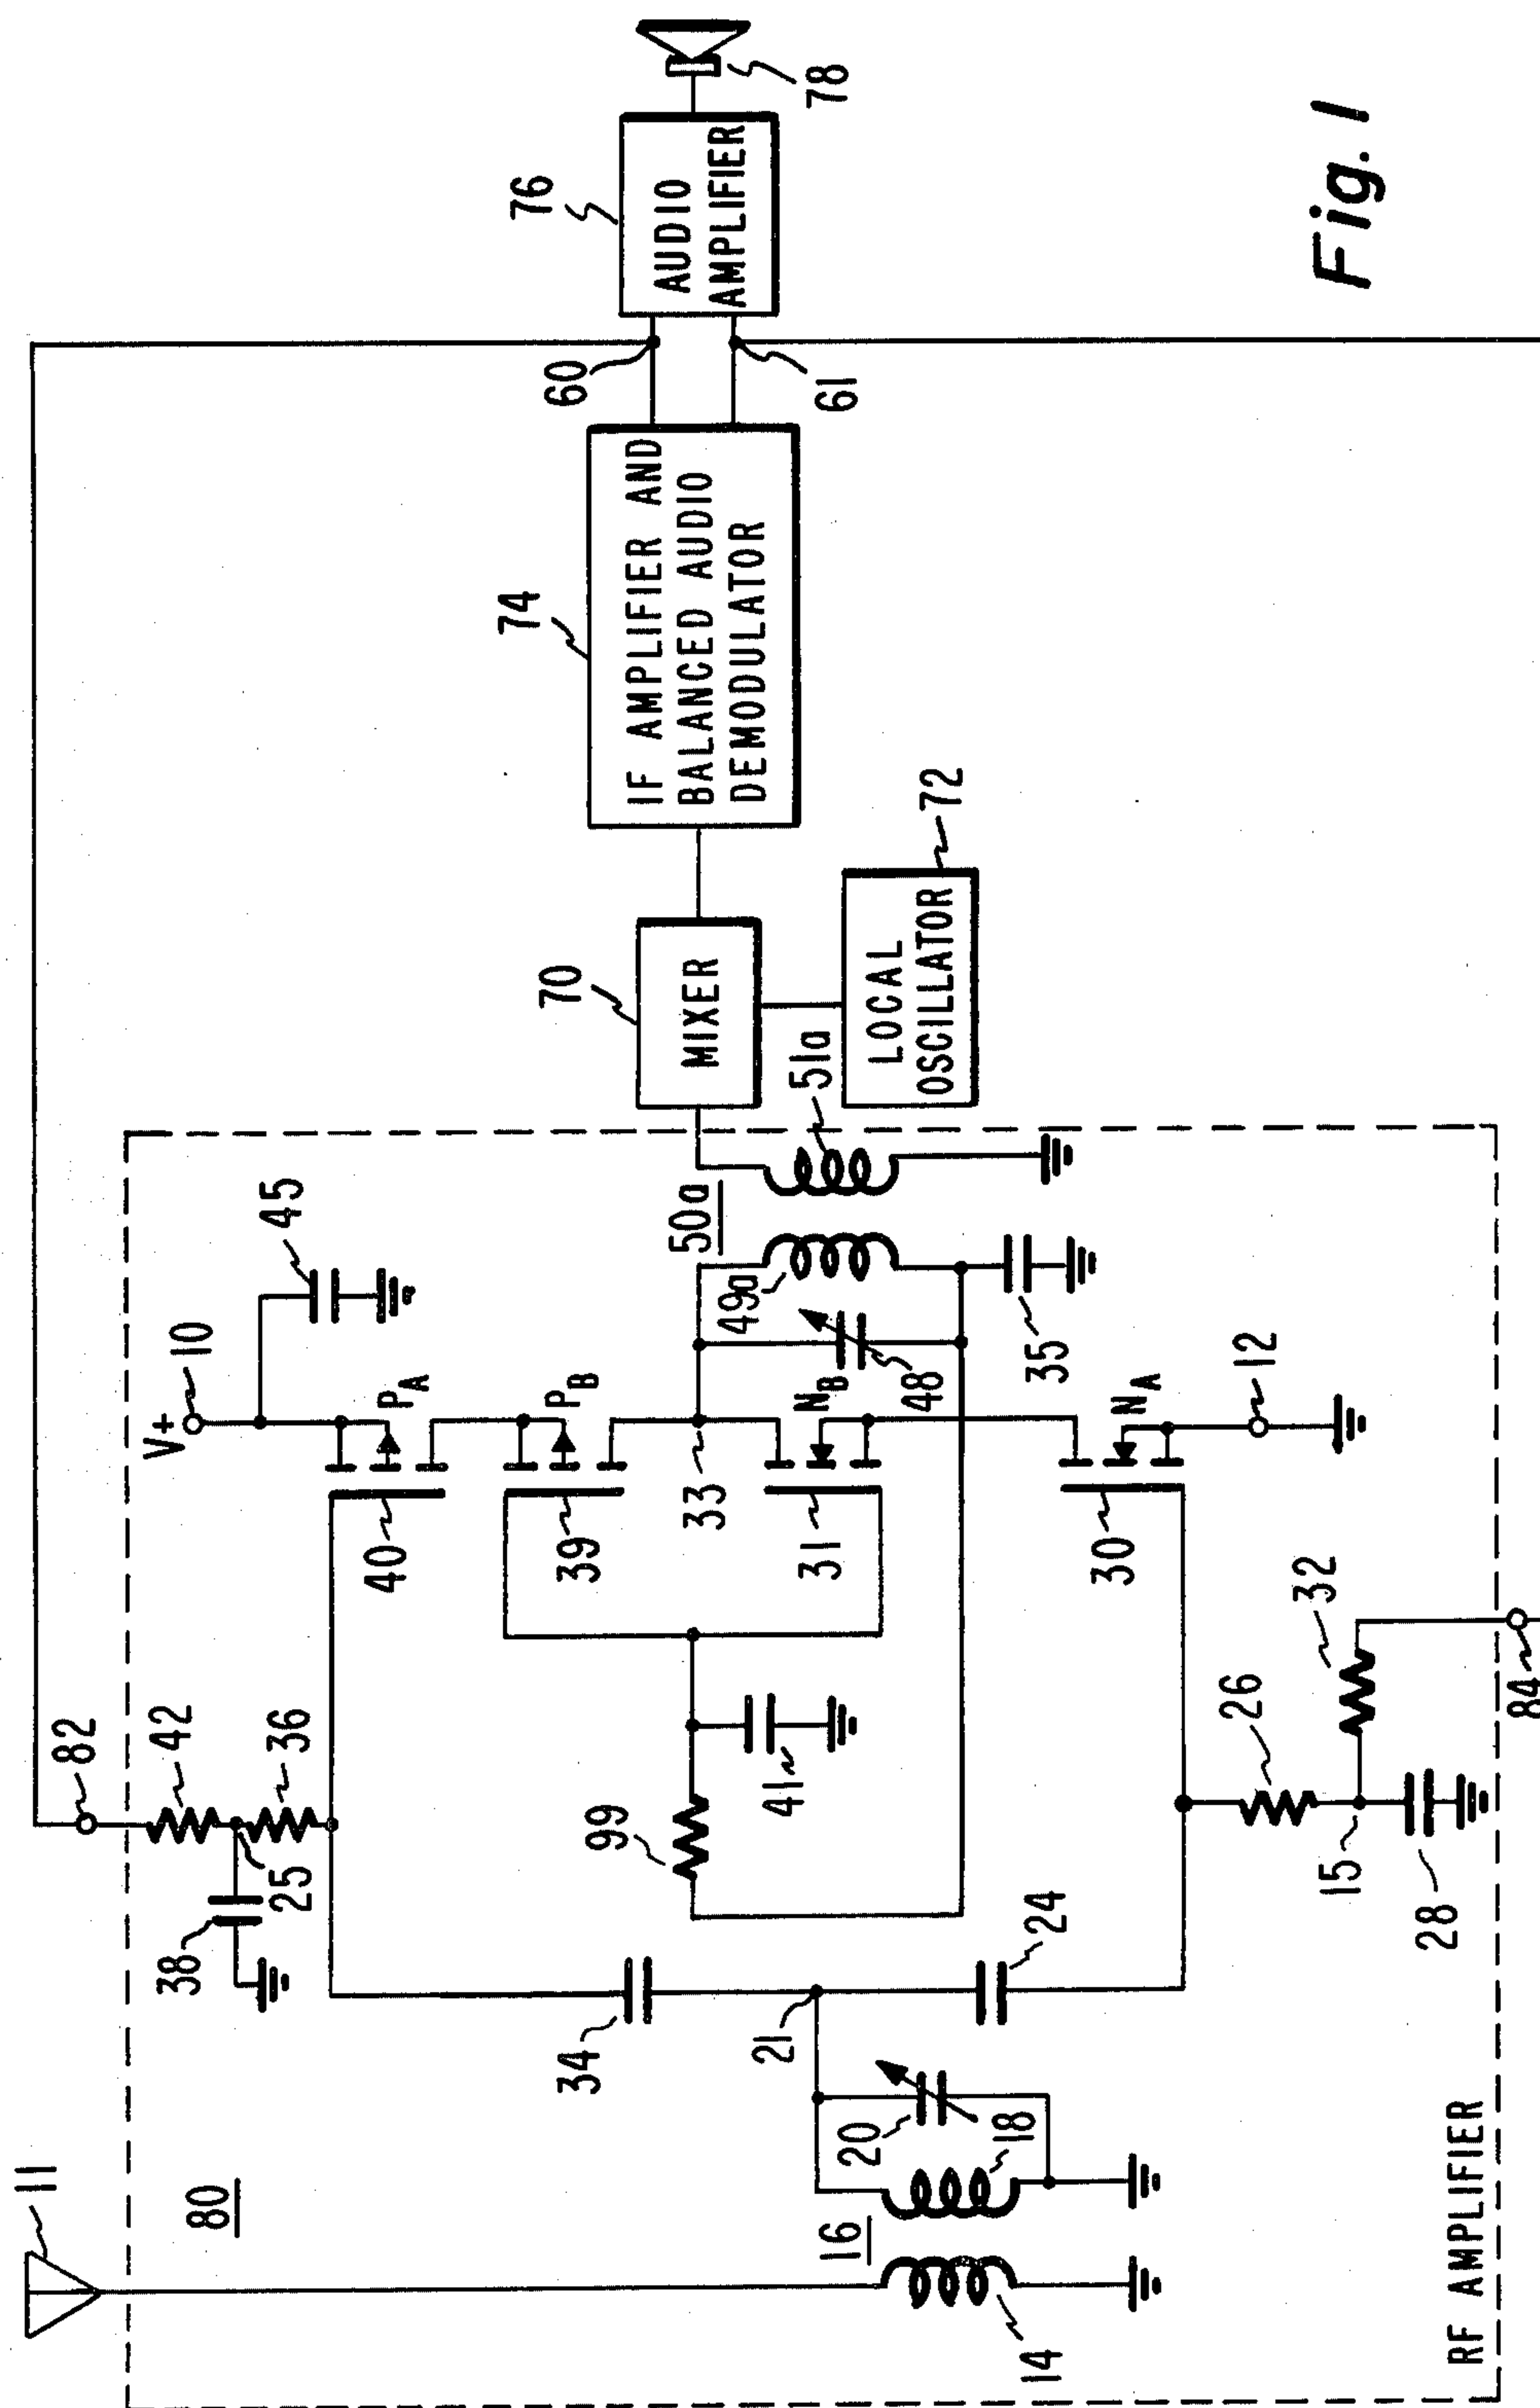 11
80
82
42
36
25
38
V+
10
45
40
P_A
39
P_B
33
31
N_B
30
N_A
12
99
41
34
21
24
20
18
16
14
15
26
32
28
84
35
48
49a
50a
51a
RF AMPLIFIER
70
MIXER
LOCAL
OSCILLATOR
72
74
IF AMPLIFIER AND
BALANCED AUDIO
DEMODULATOR
60
61
76
AUDIO
AMPLIFIER
78
Fig. 1